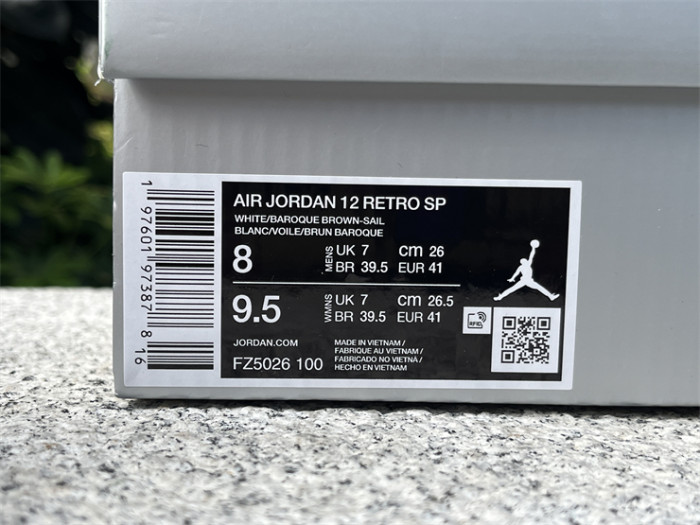 AIR JORDAN 12 RETRO SP
WHITE/BAROQUE BROWN-SAIL
BLANC/VOILE/BRUN BAROQUE
8 MENS UK 7 cm 26
BR 39.5 EUR 41
9.5 WMNS UK 7 cm 26.5
BR 39.5 EUR 41
JORDAN.COM
FZ5026 100
MADE IN VIETNAM/
FABRIQUE AU VIETNAM/
FABRICADO NO VIETNÃ/
HECHO EN VIETNAM
RFID
1 97601 97387 8 16